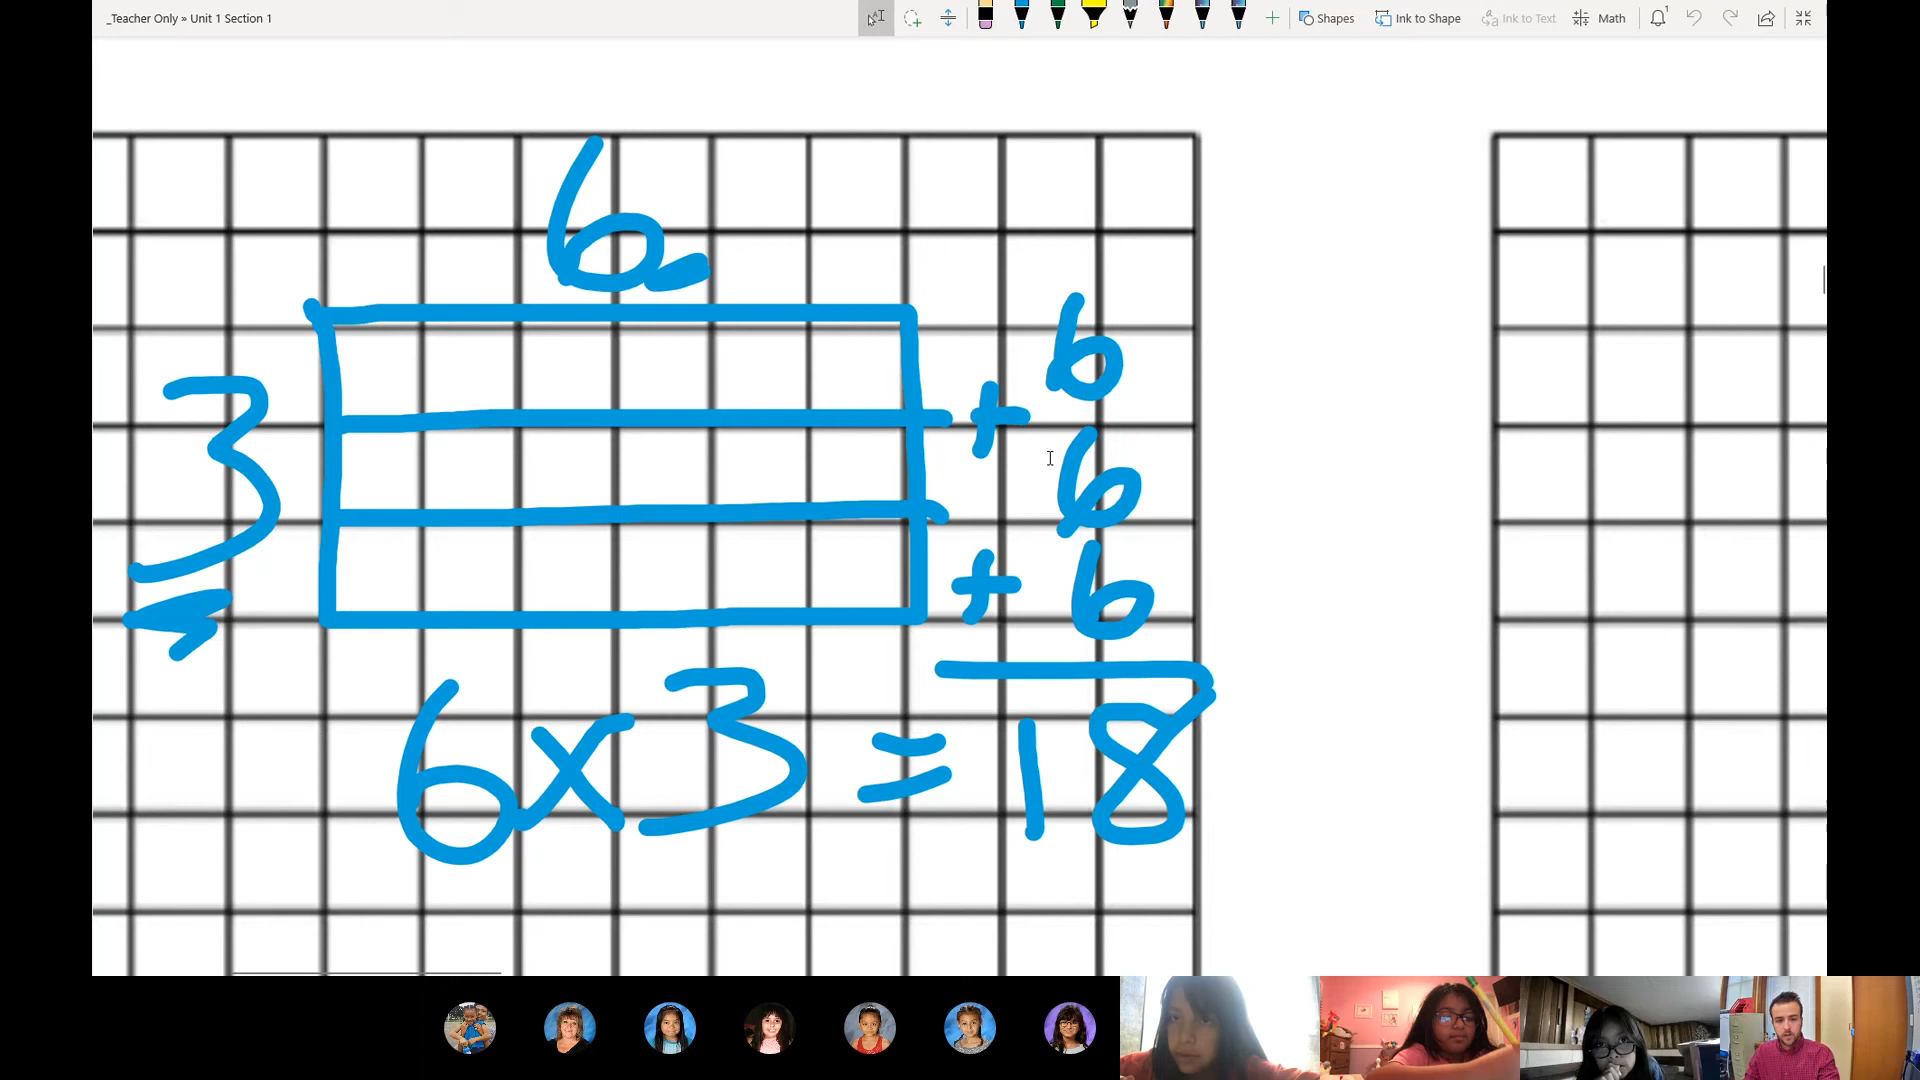 _Teacher Only » Unit 1 Section 1
Shapes
Ink to Shape
Ink to Text
Math
1
6
3
6
+ 6
+ 6
6x3 = 18